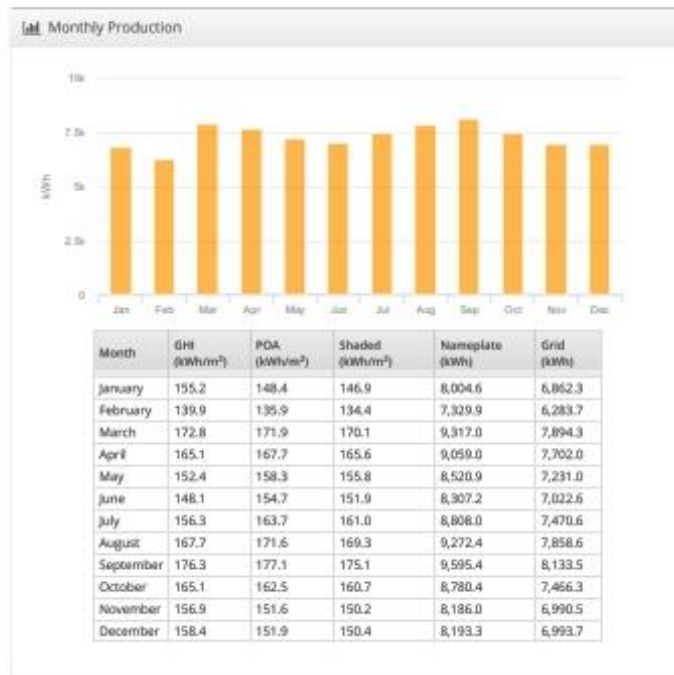 Monthly Production
10k
7.5k
5k
2.5k
0
kWh
Jan Feb Mar Apr May Jun Jul Aug Sep Oct Nov Dec
Month GHI (kWh/m²) POA (kWh/m²) Shaded (kWh/m²) Nameplate (kWh) Grid (kWh)
January 155.2 148.4 146.9 8,004.6 6,862.3
February 139.9 135.9 134.4 7,329.9 6,283.7
March 172.8 171.9 170.1 9,317.0 7,894.3
April 165.1 167.7 165.6 9,059.0 7,702.0
May 152.4 158.3 155.8 8,520.9 7,231.0
June 148.1 154.7 151.9 8,307.2 7,022.6
July 156.3 163.7 161.0 8,808.0 7,470.6
August 167.7 171.6 169.3 9,272.4 7,858.6
September 176.3 177.1 175.1 9,595.4 8,133.5
October 165.1 162.5 160.7 8,780.4 7,466.3
November 156.9 151.6 150.2 8,186.0 6,990.5
December 158.4 151.9 150.4 8,193.3 6,993.7